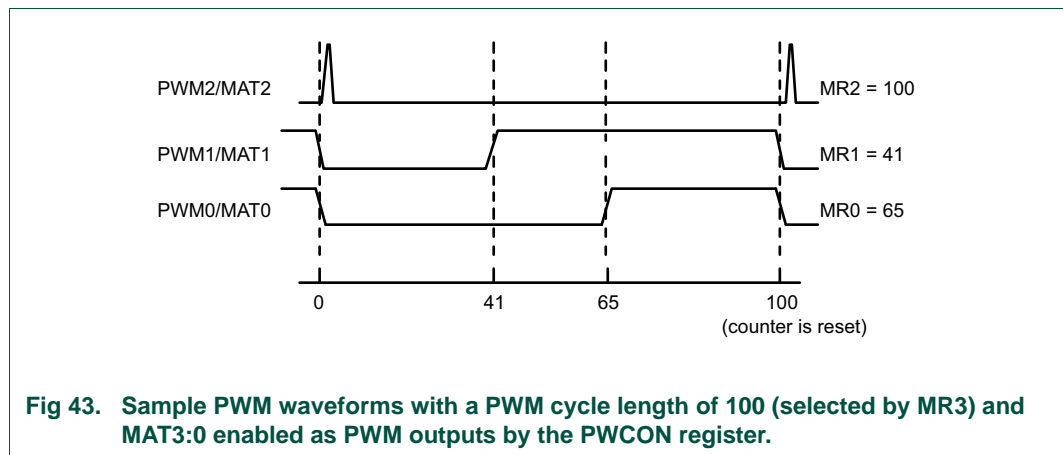 PWM2/MAT2
MR2 = 100
PWM1/MAT1
MR1 = 41
PWM0/MAT0
MR0 = 65
0
41
65
100
(counter is reset)
Fig 43. Sample PWM waveforms with a PWM cycle length of 100 (selected by MR3) and
MAT3:0 enabled as PWM outputs by the PWCON register.